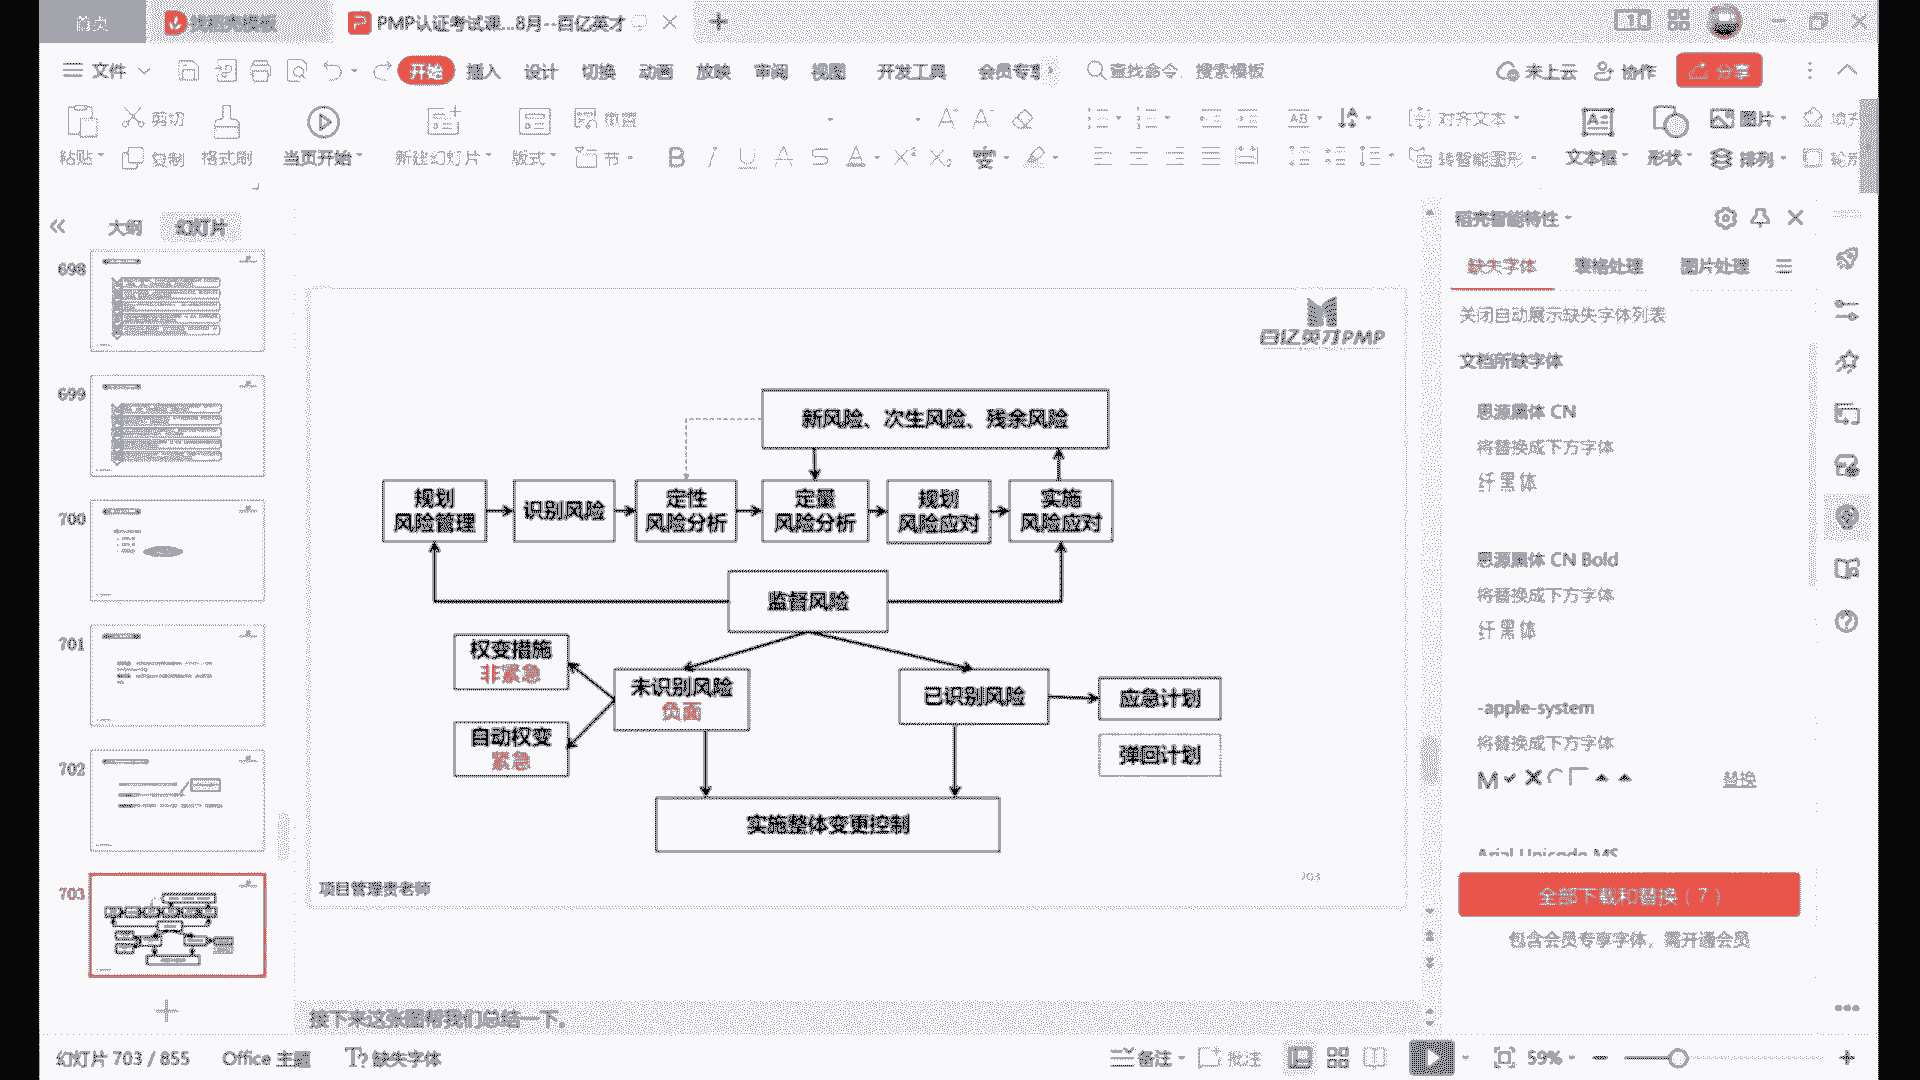 首页
找稻壳模板
PMP认证考试课...8月--百亿英才
文件
开始
插入
设计
切换
动画
放映
审阅
视图
开发工具
会员专享
查找命令、搜索模板
未上云
协作
分享
粘贴
剪切
复制
格式刷
当页开始
新建幻灯片
版式
重置
节
对齐文本
转智能图形
文本框
形状
图片
排列
填充
轮廓
大纲
幻灯片
698
699
700
701
702
703
百亿英才PMP
新风险、次生风险、残余风险
规划
风险管理
识别风险
定性
风险分析
定量
风险分析
规划
风险应对
实施
风险应对
监督风险
权变措施
非紧急
未识别风险
负面
自动权变
紧急
已识别风险
应急计划
弹回计划
实施整体变更控制
项目管理贵老师
703
接下来这张图帮我们总结一下。
稻壳智能特性
缺失字体
表格处理
图片处理
关闭自动展示缺失字体列表
文档所缺字体
思源黑体 CN
将替换成下方字体
纤黑体
思源黑体 CN Bold
将替换成下方字体
纤黑体
-apple-system
将替换成下方字体
替换
Arial Unicode MS
全部下载和替换（7）
包含会员专享字体，需开通会员
幻灯片 703 / 855
Office 主题
缺失字体
备注
批注
59%